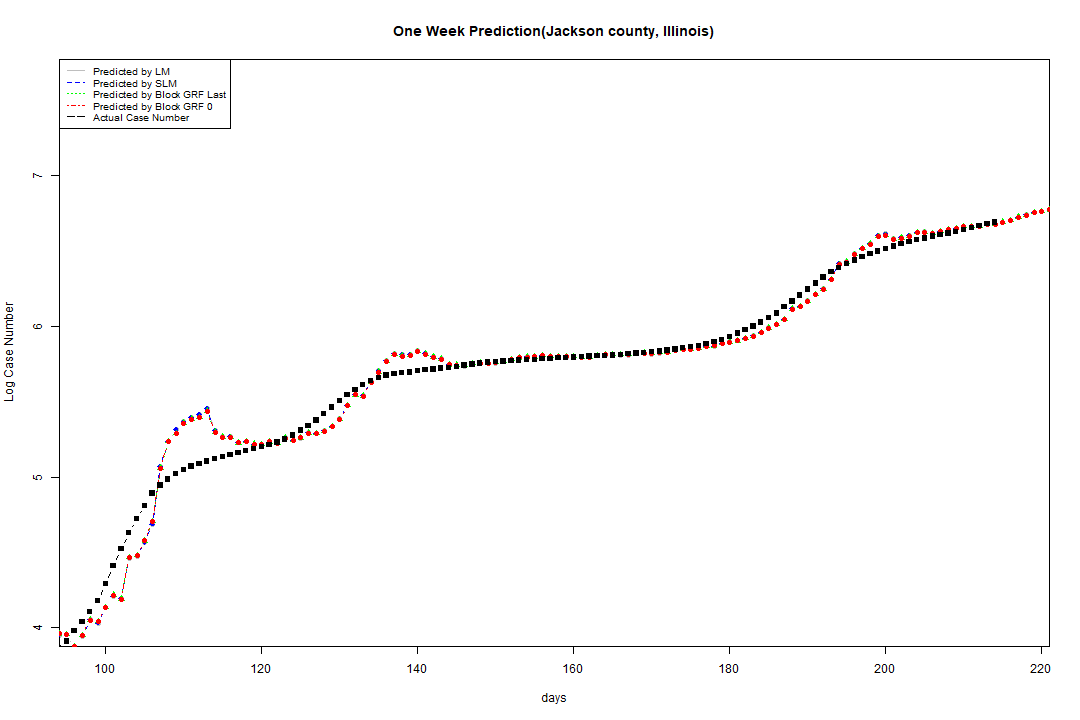 One Week Prediction(Jackson county, Illinois)
Predicted by LM
Predicted by SLM
Predicted by Block GRF Last
Predicted by Block GRF 0
Actual Case Number
Log Case Number
7
6
5
4
100 120 140 160 180 200 220
days